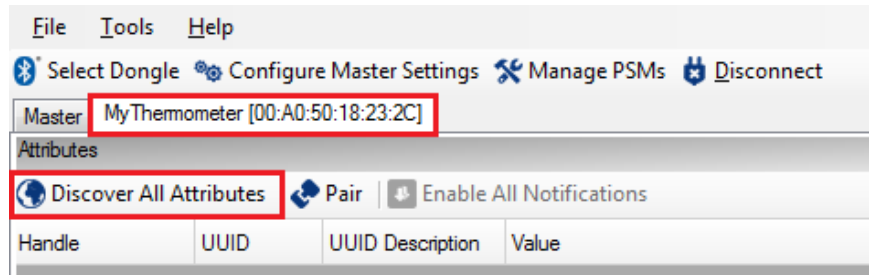 File Tools Help
Select Dongle Configure Master Settings Manage PSMs Disconnect
Master MyThermometer [00:A0:50:18:23:2C]
Attributes
Discover All Attributes Pair Enable All Notifications
Handle UUID UUID Description Value